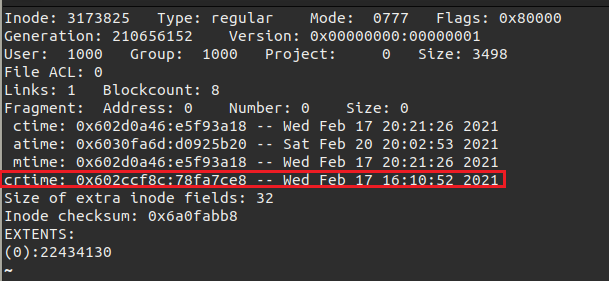 Inode: 3173825   Type: regular    Mode:  0777   Flags: 0x80000
Generation: 210656152    Version: 0x00000000:00000001
User:  1000   Group:  1000   Project:     0   Size: 3498
File ACL: 0
Links: 1   Blockcount: 8
Fragment:  Address: 0    Number: 0    Size: 0
 ctime: 0x602d0a46:e5f93a18 -- Wed Feb 17 20:21:26 2021
 atime: 0x6030fa6d:d0925b20 -- Sat Feb 20 20:02:53 2021
 mtime: 0x602d0a46:e5f93a18 -- Wed Feb 17 20:21:26 2021
crtime: 0x602ccf8c:78fa7ce8 -- Wed Feb 17 16:10:52 2021
Size of extra inode fields: 32
Inode checksum: 0x6a0fabb8
EXTENTS:
(0):22434130
~